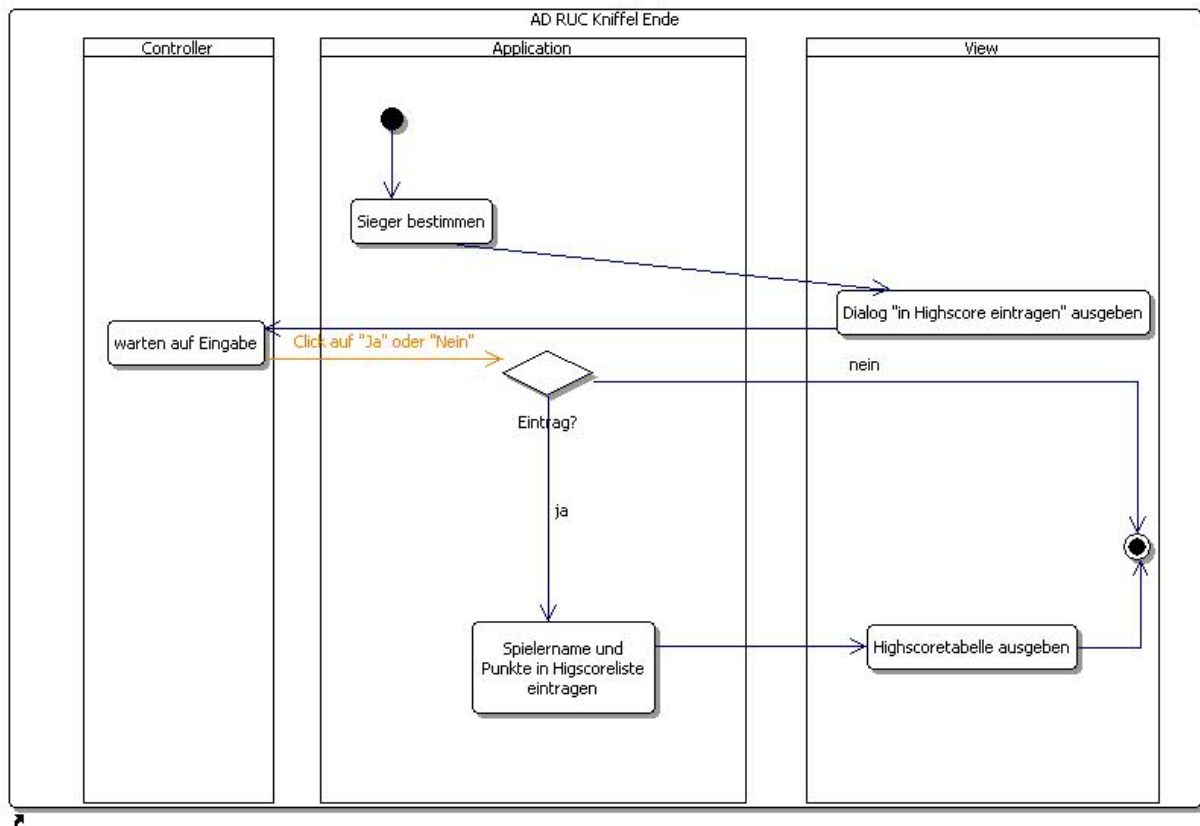 AD RUC Kniffel Ende
Controller
Application
View
Sieger bestimmen
Dialog "in Highscore eintragen" ausgeben
warten auf Eingabe
Click auf "Ja" oder "Nein"
nein
Eintrag?
ja
Spielername und
Punkte in Higscoreliste
eintragen
Highscoretabelle ausgeben